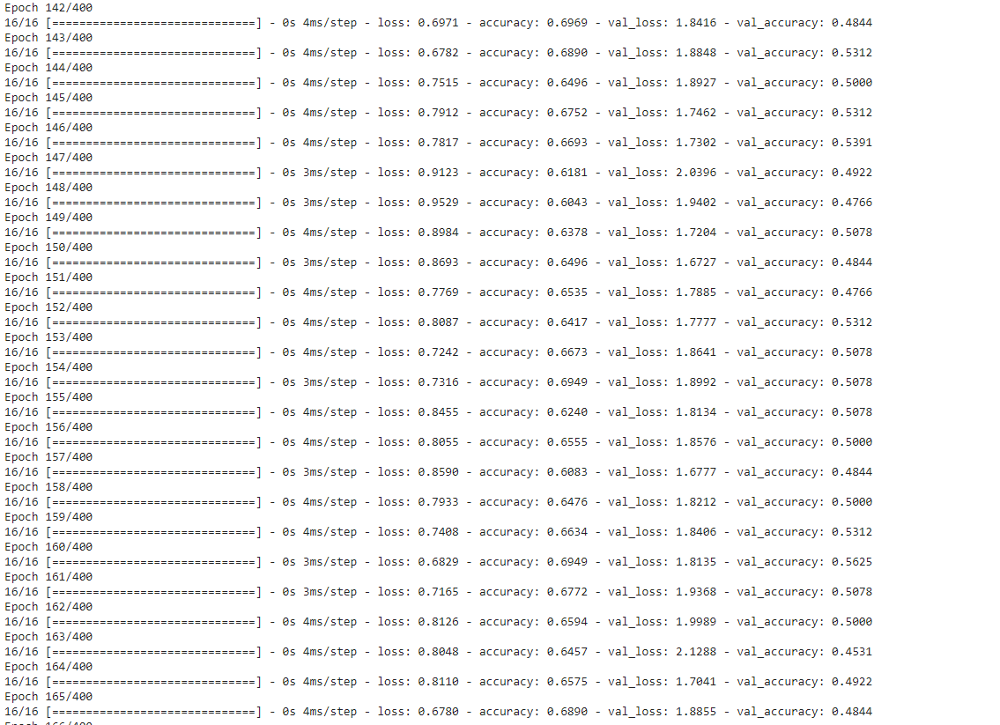 Epoch 142/400
16/16 [==============================] - 0s 4ms/step - loss: 0.6971 - accuracy: 0.6969 - val_loss: 1.8416 - val_accuracy: 0.4844
Epoch 143/400
16/16 [==============================] - 0s 4ms/step - loss: 0.6782 - accuracy: 0.6890 - val_loss: 1.8848 - val_accuracy: 0.5312
Epoch 144/400
16/16 [==============================] - 0s 4ms/step - loss: 0.7515 - accuracy: 0.6496 - val_loss: 1.8927 - val_accuracy: 0.5000
Epoch 145/400
16/16 [==============================] - 0s 4ms/step - loss: 0.7912 - accuracy: 0.6752 - val_loss: 1.7462 - val_accuracy: 0.5312
Epoch 146/400
16/16 [==============================] - 0s 4ms/step - loss: 0.7817 - accuracy: 0.6693 - val_loss: 1.7302 - val_accuracy: 0.5391
Epoch 147/400
16/16 [==============================] - 0s 3ms/step - loss: 0.9123 - accuracy: 0.6181 - val_loss: 2.0396 - val_accuracy: 0.4922
Epoch 148/400
16/16 [==============================] - 0s 3ms/step - loss: 0.9529 - accuracy: 0.6043 - val_loss: 1.9402 - val_accuracy: 0.4766
Epoch 149/400
16/16 [==============================] - 0s 4ms/step - loss: 0.8984 - accuracy: 0.6378 - val_loss: 1.7204 - val_accuracy: 0.5078
Epoch 150/400
16/16 [==============================] - 0s 3ms/step - loss: 0.8693 - accuracy: 0.6496 - val_loss: 1.6727 - val_accuracy: 0.4844
Epoch 151/400
16/16 [==============================] - 0s 4ms/step - loss: 0.7769 - accuracy: 0.6535 - val_loss: 1.7885 - val_accuracy: 0.4766
Epoch 152/400
16/16 [==============================] - 0s 4ms/step - loss: 0.8087 - accuracy: 0.6417 - val_loss: 1.7777 - val_accuracy: 0.5312
Epoch 153/400
16/16 [==============================] - 0s 4ms/step - loss: 0.7242 - accuracy: 0.6673 - val_loss: 1.8641 - val_accuracy: 0.5078
Epoch 154/400
16/16 [==============================] - 0s 3ms/step - loss: 0.7316 - accuracy: 0.6949 - val_loss: 1.8992 - val_accuracy: 0.5078
Epoch 155/400
16/16 [==============================] - 0s 4ms/step - loss: 0.8455 - accuracy: 0.6240 - val_loss: 1.8134 - val_accuracy: 0.5078
Epoch 156/400
16/16 [==============================] - 0s 4ms/step - loss: 0.8055 - accuracy: 0.6555 - val_loss: 1.8576 - val_accuracy: 0.5000
Epoch 157/400
16/16 [==============================] - 0s 3ms/step - loss: 0.8590 - accuracy: 0.6083 - val_loss: 1.6777 - val_accuracy: 0.4844
Epoch 158/400
16/16 [==============================] - 0s 4ms/step - loss: 0.7933 - accuracy: 0.6476 - val_loss: 1.8212 - val_accuracy: 0.5000
Epoch 159/400
16/16 [==============================] - 0s 4ms/step - loss: 0.7408 - accuracy: 0.6634 - val_loss: 1.8406 - val_accuracy: 0.5312
Epoch 160/400
16/16 [==============================] - 0s 3ms/step - loss: 0.6829 - accuracy: 0.6949 - val_loss: 1.8135 - val_accuracy: 0.5625
Epoch 161/400
16/16 [==============================] - 0s 3ms/step - loss: 0.7165 - accuracy: 0.6772 - val_loss: 1.9368 - val_accuracy: 0.5078
Epoch 162/400
16/16 [==============================] - 0s 4ms/step - loss: 0.8126 - accuracy: 0.6594 - val_loss: 1.9989 - val_accuracy: 0.5000
Epoch 163/400
16/16 [==============================] - 0s 4ms/step - loss: 0.8048 - accuracy: 0.6457 - val_loss: 2.1288 - val_accuracy: 0.4531
Epoch 164/400
16/16 [==============================] - 0s 4ms/step - loss: 0.8110 - accuracy: 0.6575 - val_loss: 1.7041 - val_accuracy: 0.4922
Epoch 165/400
16/16 [==============================] - 0s 4ms/step - loss: 0.6780 - accuracy: 0.6890 - val_loss: 1.8855 - val_accuracy: 0.4844